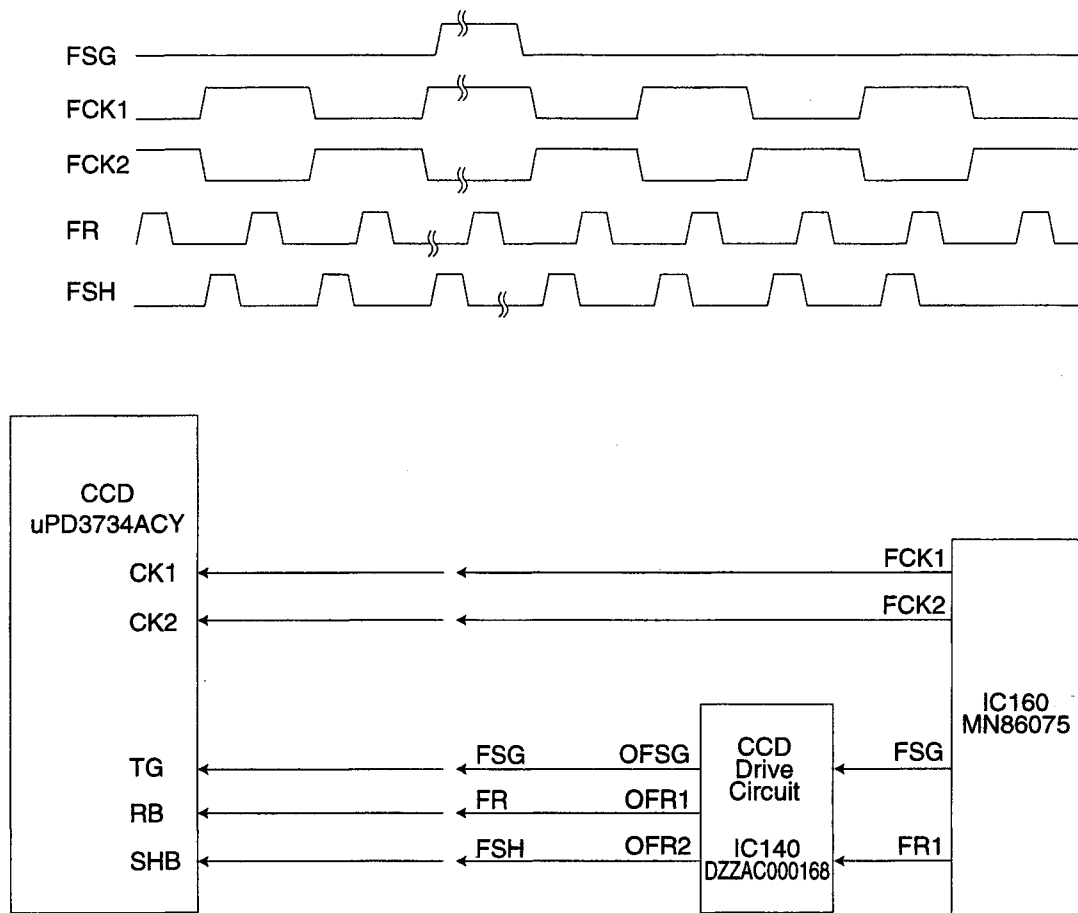 FSG
FCK1
FCK2
FR
FSH
CCD
uPD3734ACY
CK1
CK2
TG
RB
SHB
FCK1
FCK2
FSG
OFSG
FR
OFR1
FSH
OFR2
CCD
Drive
Circuit
IC140
DZZAC000168
FSG
FR1
IC160
MN86075